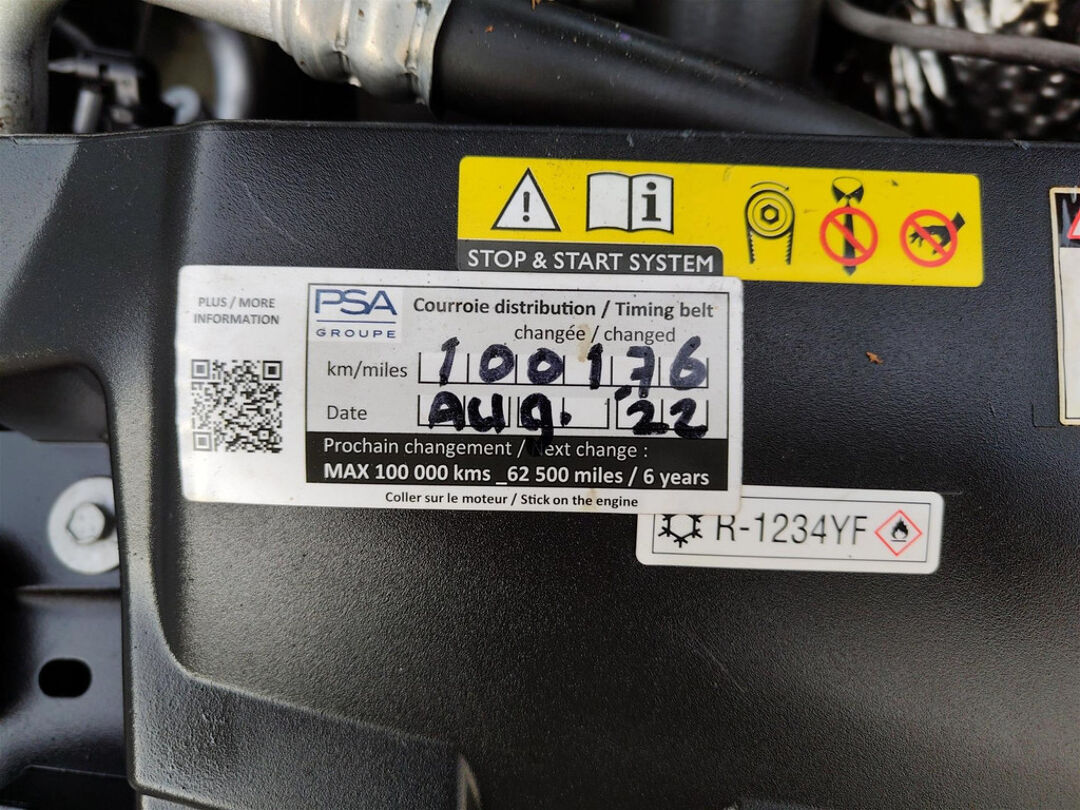 STOP & START SYSTEM
PLUS / MORE
INFORMATION
PSA
GROUPE
Courroie distribution / Timing belt
changée / changed
km/miles 100176
Date Aug. 22
Prochain changement / Next change :
MAX 100 000 kms _62 500 miles / 6 years
Coller sur le moteur / Stick on the engine
R-1234YF